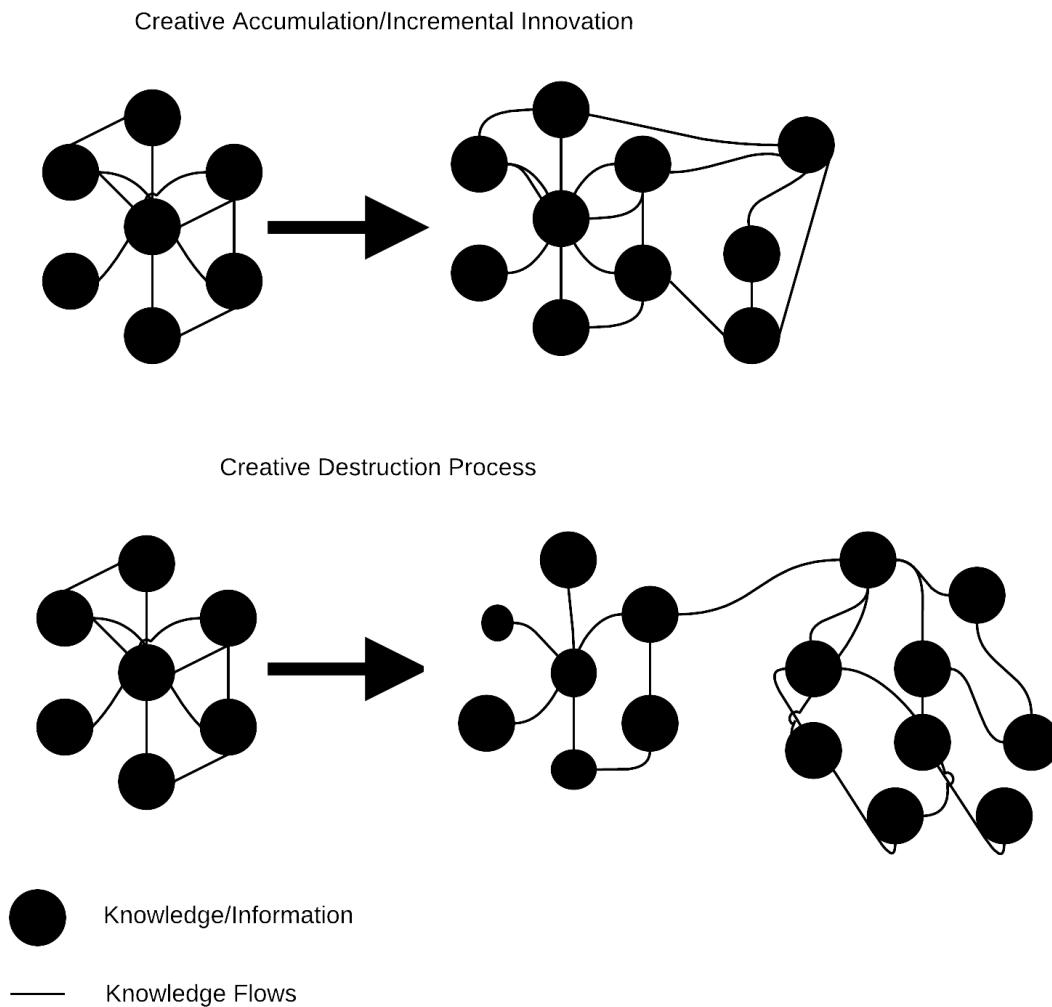 Creative Accumulation/Incremental Innovation
Creative Destruction Process
Knowledge/Information
Knowledge Flows